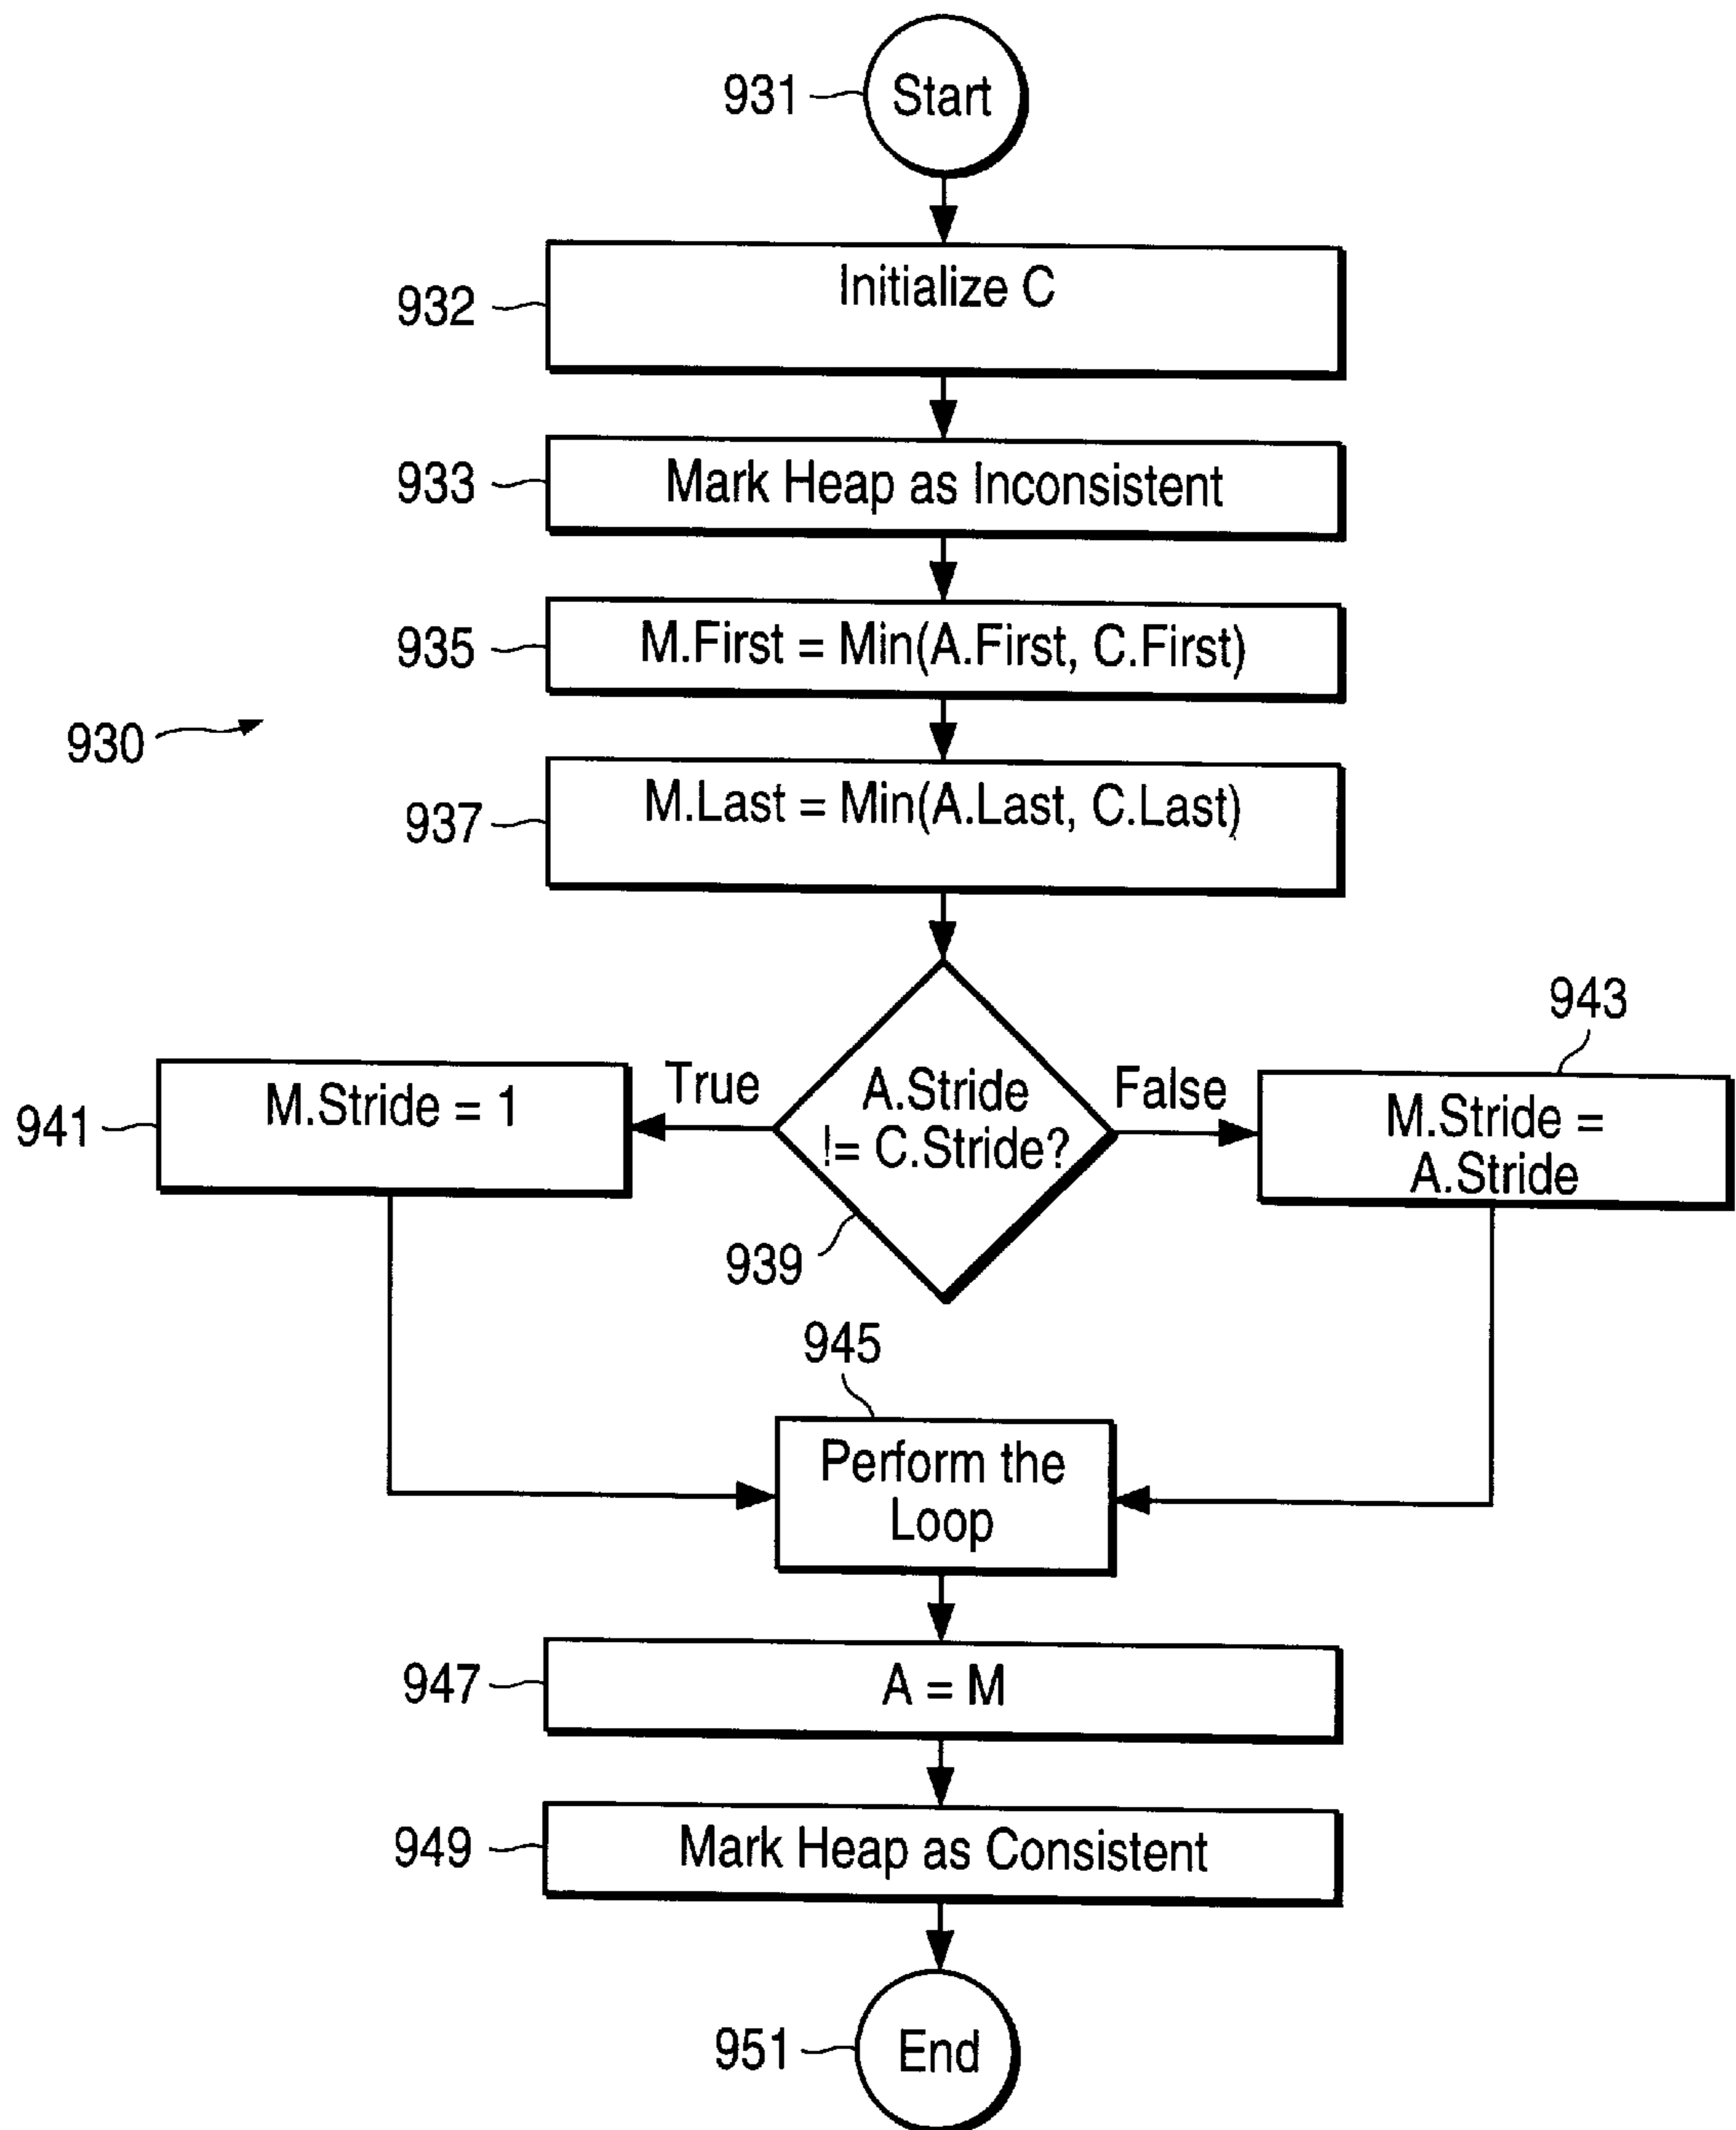 931
Start
932
Initialize C
933
Mark Heap as Inconsistent
935
M.First = Min(A.First, C.First)
930
937
M.Last = Min(A.Last, C.Last)
943
941
M.Stride = 1
True
A.Stride
!= C.Stride?
False
M.Stride =
A.Stride
939
945
Perform the
Loop
947
A = M
949
Mark Heap as Consistent
951
End